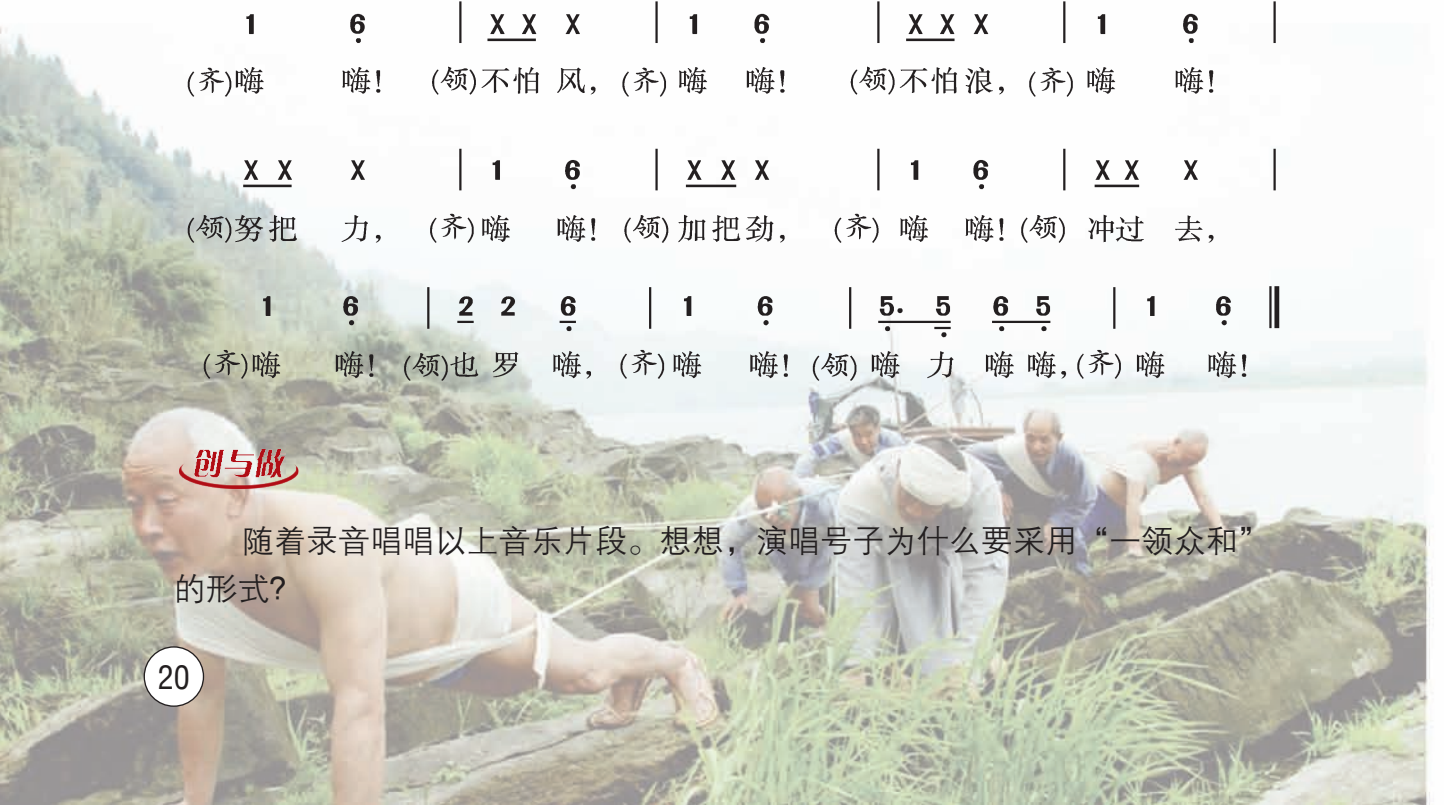 1 6̣ | X X X | 1 6̣ | X X X | 1 6̣ |
(齐)嗨 嗨! (领)不怕 风, (齐) 嗨 嗨! (领)不怕浪, (齐) 嗨 嗨!
X X X | 1 6̣ | X X X | 1 6̣ | X X X |
(领)努把 力, (齐) 嗨 嗨! (领) 加把劲, (齐) 嗨 嗨! (领) 冲过 去,
1 6̣ | 2 2 6̣ | 1 6̣ | 5̣. 5̣ 6̣ 5̣ | 1 6̣ ‖
(齐)嗨 嗨! (领)也 罗 嗨, (齐) 嗨 嗨! (领) 嗨 力 嗨 嗨, (齐) 嗨 嗨!
创与做
随着录音唱唱以上音乐片段。想想，演唱号子为什么要采用“一领众和”
的形式?
20